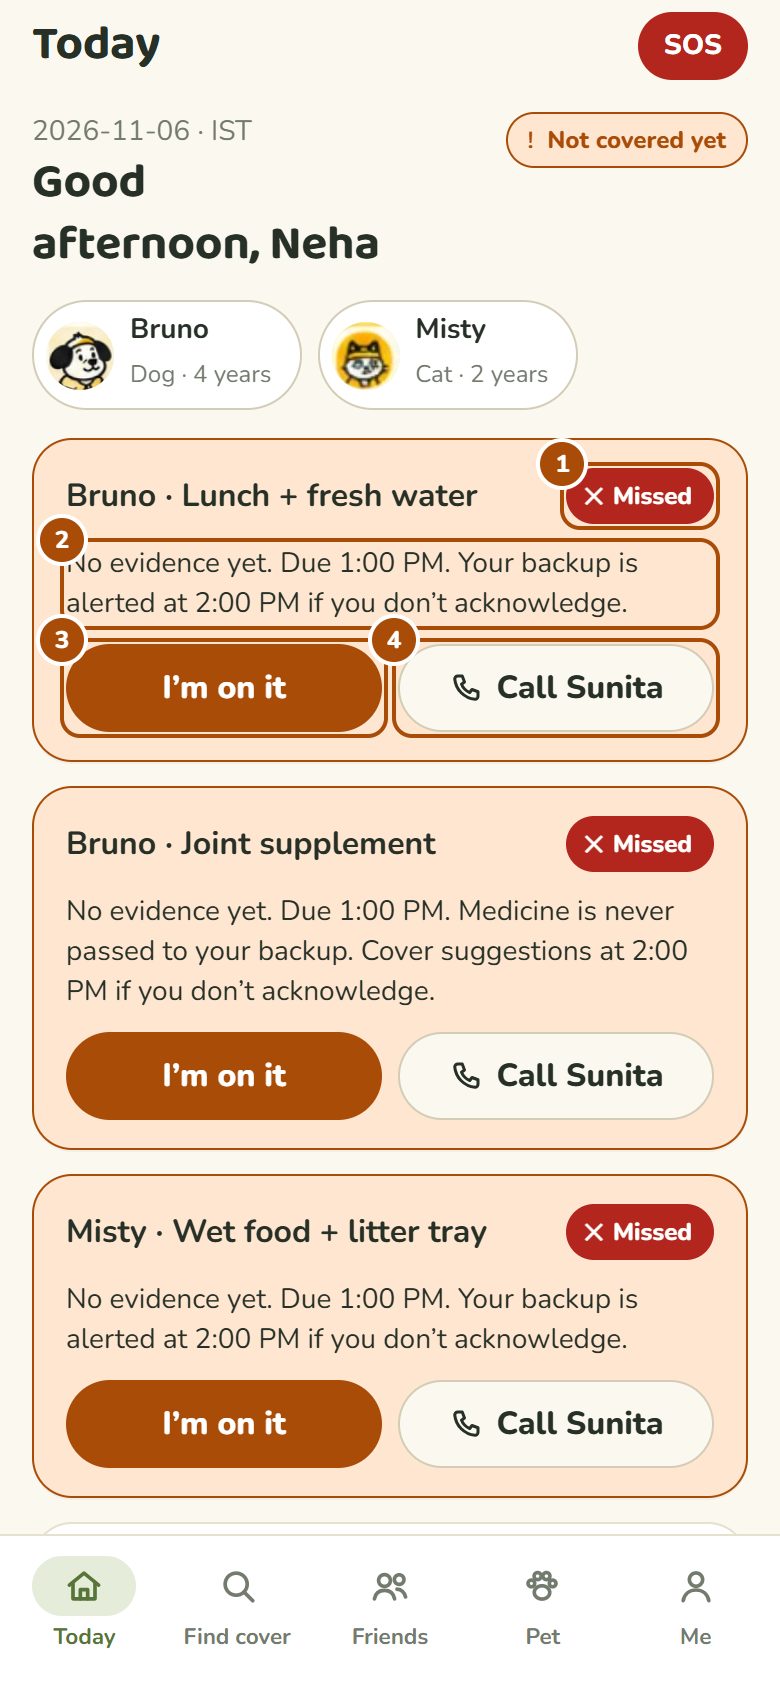 Today
SOS
2026-11-06 · IST
! Not covered yet
Good
afternoon, Neha
Bruno
Dog · 4 years
Misty
Cat · 2 years
1
Bruno · Lunch + fresh water
Missed
2
No evidence yet. Due 1:00 PM. Your backup is
alerted at 2:00 PM if you don’t acknowledge.
3
4
I’m on it
Call Sunita
Bruno · Joint supplement
Missed
No evidence yet. Due 1:00 PM. Medicine is never
passed to your backup. Cover suggestions at 2:00
PM if you don’t acknowledge.
I’m on it
Call Sunita
Misty · Wet food + litter tray
Missed
No evidence yet. Due 1:00 PM. Your backup is
alerted at 2:00 PM if you don’t acknowledge.
I’m on it
Call Sunita
Today
Find cover
Friends
Pet
Me